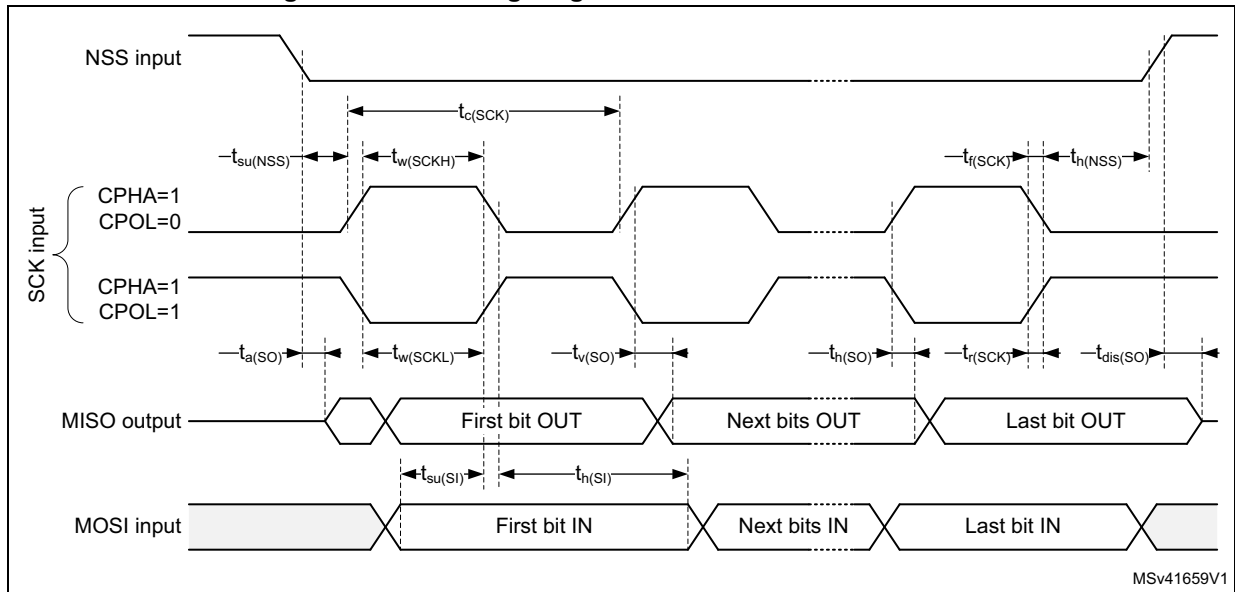 NSS input
tc(SCK)
tsu(NSS)
tw(SCKH)
tf(SCK)
th(NSS)
SCK input
CPHA=1
CPOL=0
CPHA=1
CPOL=1
ta(SO)
tw(SCKL)
tv(SO)
th(SO)
tr(SCK)
tdis(SO)
MISO output
First bit OUT
Next bits OUT
Last bit OUT
tsu(SI)
th(SI)
MOSI input
First bit IN
Next bits IN
Last bit IN
MSv41659V1